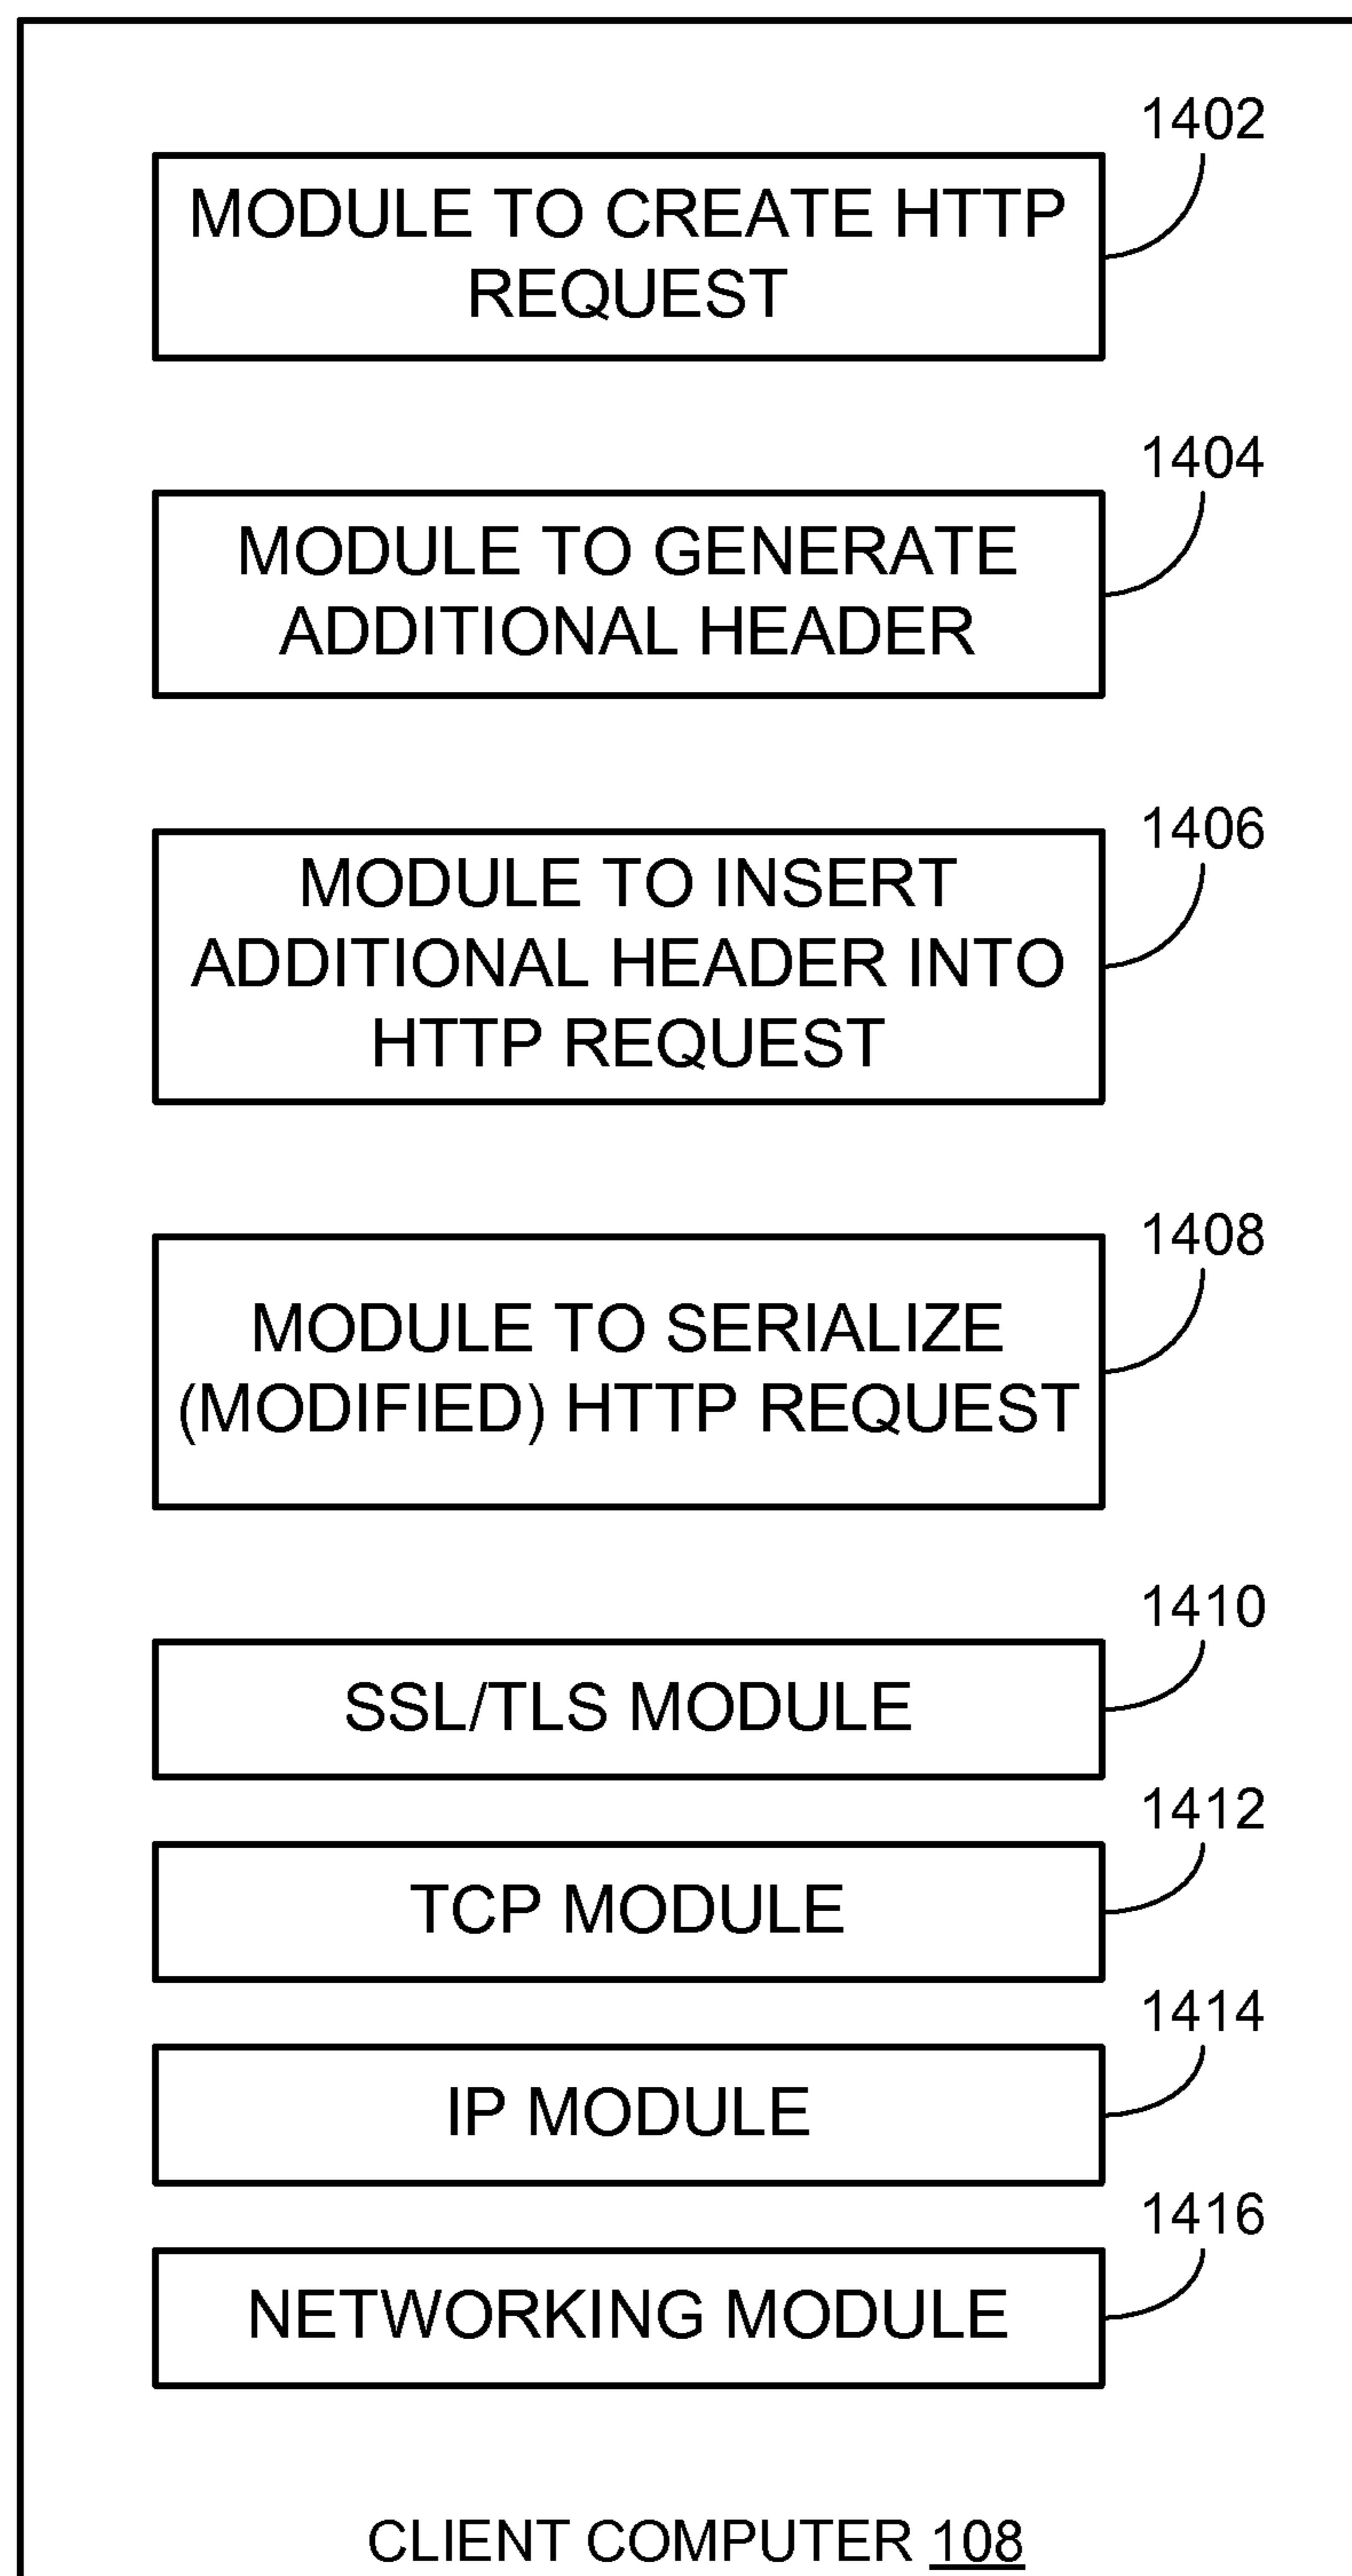 1402
MODULE TO CREATE HTTP
REQUEST
1404
MODULE TO GENERATE
ADDITIONAL HEADER
1406
MODULE TO INSERT
ADDITIONAL HEADER INTO
HTTP REQUEST
1408
MODULE TO SERIALIZE
(MODIFIED) HTTP REQUEST
1410
SSL/TLS MODULE
1412
TCP MODULE
1414
IP MODULE
1416
NETWORKING MODULE
CLIENT COMPUTER 108